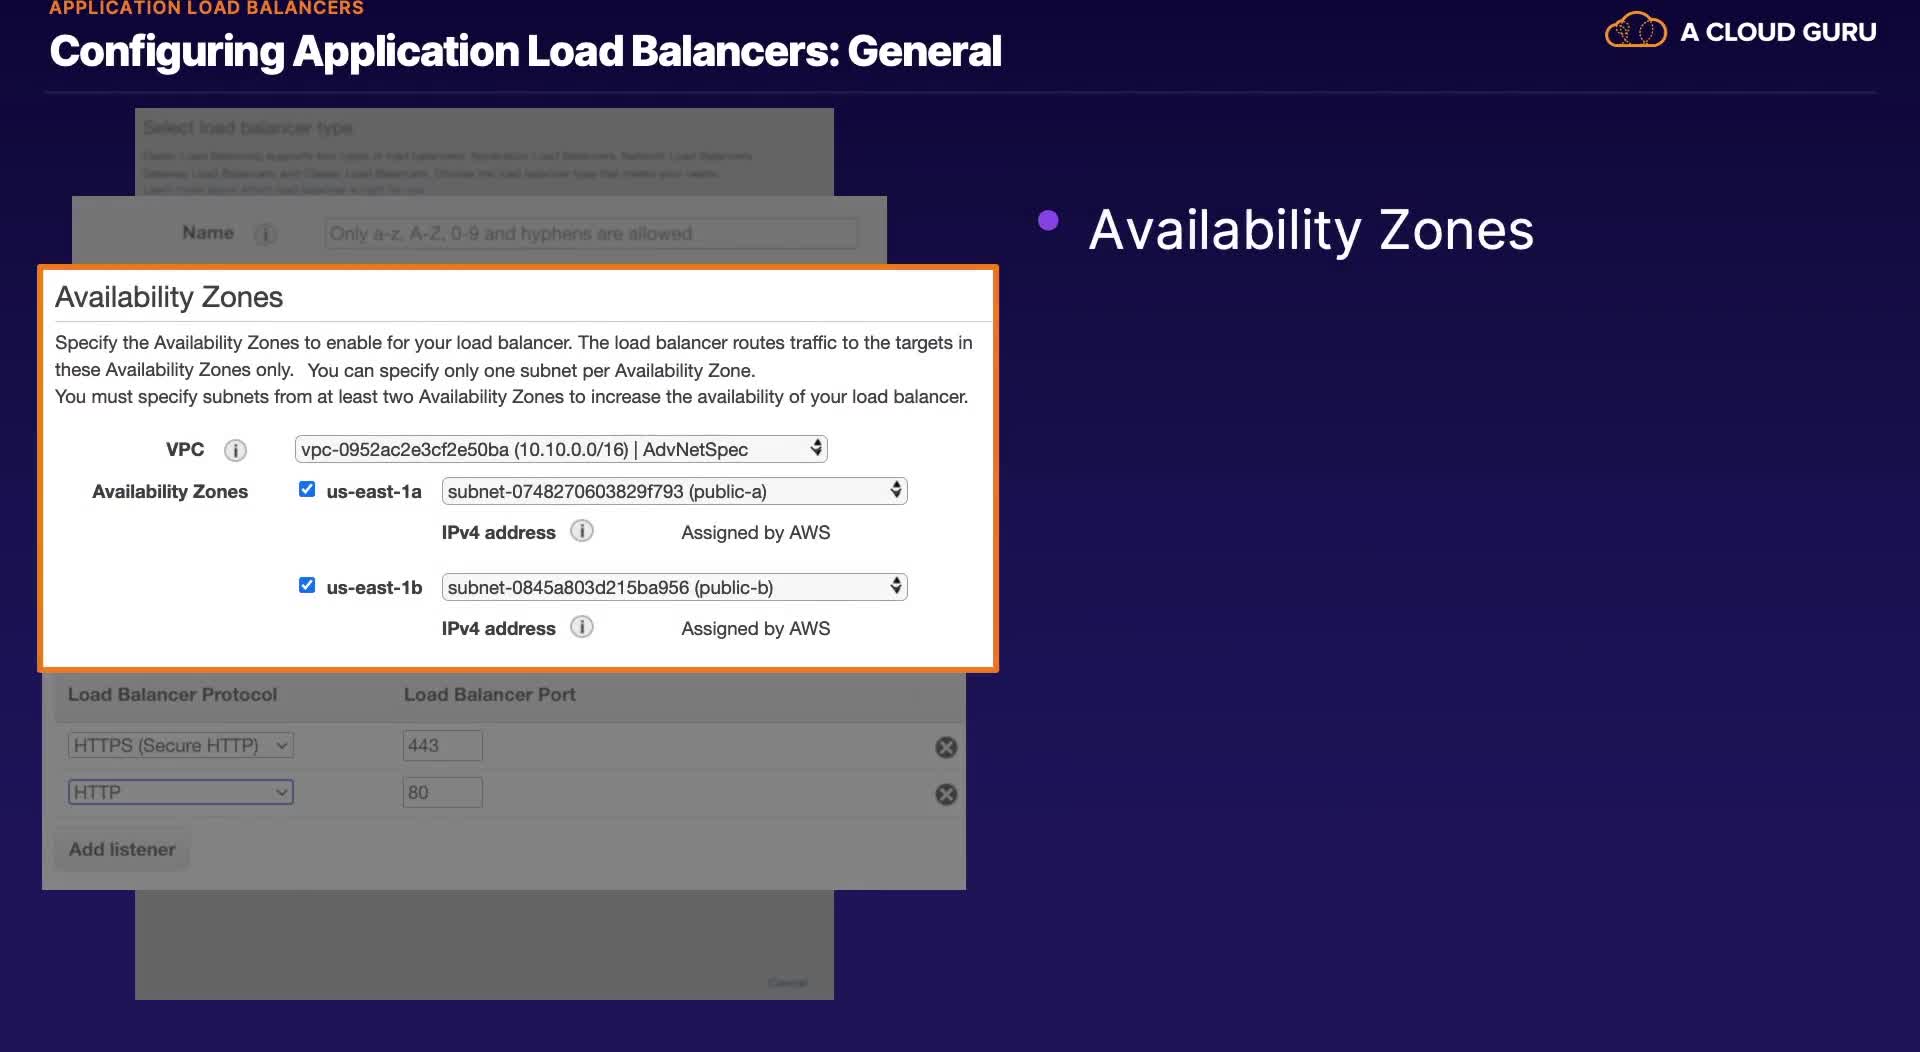 APPLICATION LOAD BALANCERS
Configuring Application Load Balancers: General
A CLOUD GURU
Select load balancer type
Name
Only a-z, A-Z, 0-9 and hyphens are allowed
Availability Zones
Specify the Availability Zones to enable for your load balancer. The load balancer routes traffic to the targets in
these Availability Zones only. You can specify only one subnet per Availability Zone.
You must specify subnets from at least two Availability Zones to increase the availability of your load balancer.
VPC i vpc-0952ac2e3cf2e50ba (10.10.0.0/16) | AdvNetSpec
Availability Zones us-east-1a subnet-0748270603829f793 (public-a)
IPv4 address i Assigned by AWS
us-east-1b subnet-0845a803d215ba956 (public-b)
IPv4 address i Assigned by AWS
Load Balancer Protocol Load Balancer Port
HTTPS (Secure HTTP) 443
HTTP 80
Add listener
Cancel
• Availability Zones